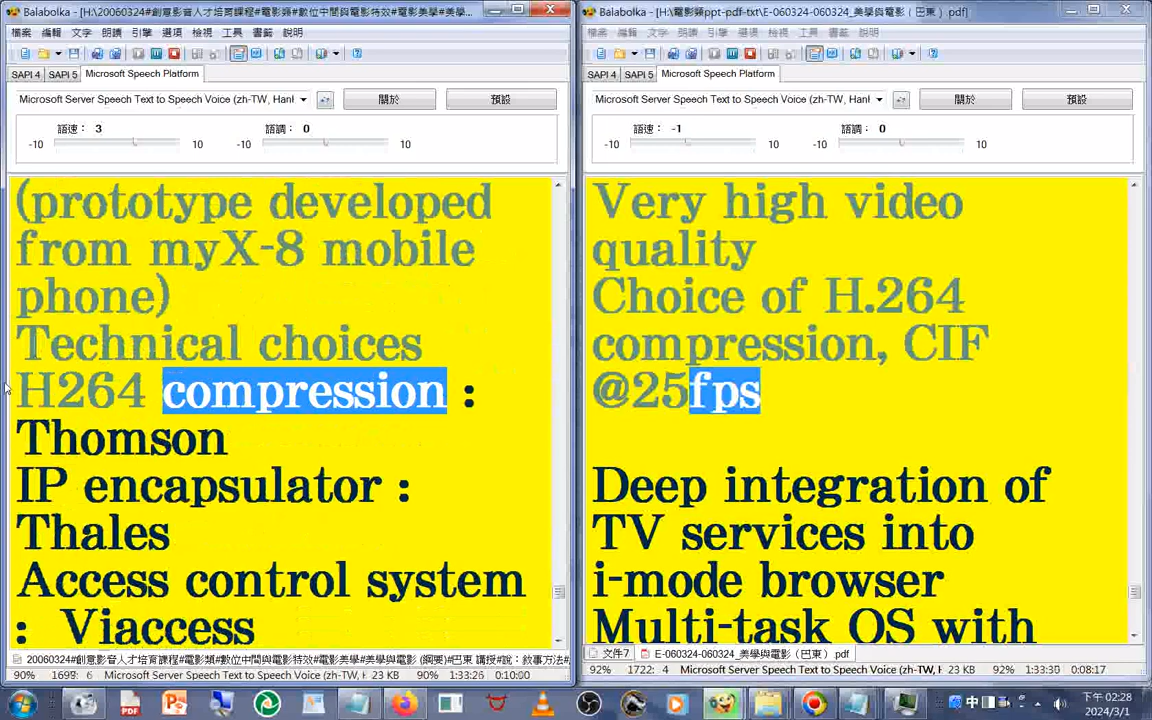 Balabolka - [H:\20060324#創意影音人才培育課程#電影類#數位中間與電影特效#電影美學#美學...
檔案 編輯 文字 朗讀 引擎 選項 檢視 工具 書籤 說明
SAPI 4 SAPI 5 Microsoft Speech Platform
Microsoft Server Speech Text to Speech Voice (zh-TW, Hanl
關於 預設
語速： 3 語調： 0
-10 10 -10 10
(prototype developed
from myX-8 mobile
phone)
Technical choices
H264 compression :
Thomson
IP encapsulator :
Thales
Access control system
: Viaccess
20060324#創意影音人才培育課程#電影類#數位中間與電影特效#電影美學#美學與電影 (綱要)#巴東 講授#說：敘事方法#
90% 1698: 6 Microsoft Server Speech Text to Speech Voice (zh-TW, Hanl 23 KB 90% 1:33:26 0:10:00
Balabolka - [H:\電影類ppt-pdf-txt\E-060324-060324_美學與電影（巴東）.pdf]
檔案 編輯 文字 朗讀 引擎 選項 檢視 工具 書籤 說明
SAPI 4 SAPI 5 Microsoft Speech Platform
Microsoft Server Speech Text to Speech Voice (zh-TW, Hanl
關於 預設
語速： -1 語調： 0
-10 10 -10 10
Very high video
quality
Choice of H.264
compression, CIF
@25fps
Deep integration of
TV services into
i-mode browser
Multi-task OS with
文件7 E-060324-060324_美學與電影（巴東）.pdf
92% 1722: 4 Microsoft Server Speech Text to Speech Voice (zh-TW, Hanl 23 KB 92% 1:33:30 0:08:17
下午 02:28
2024/3/1